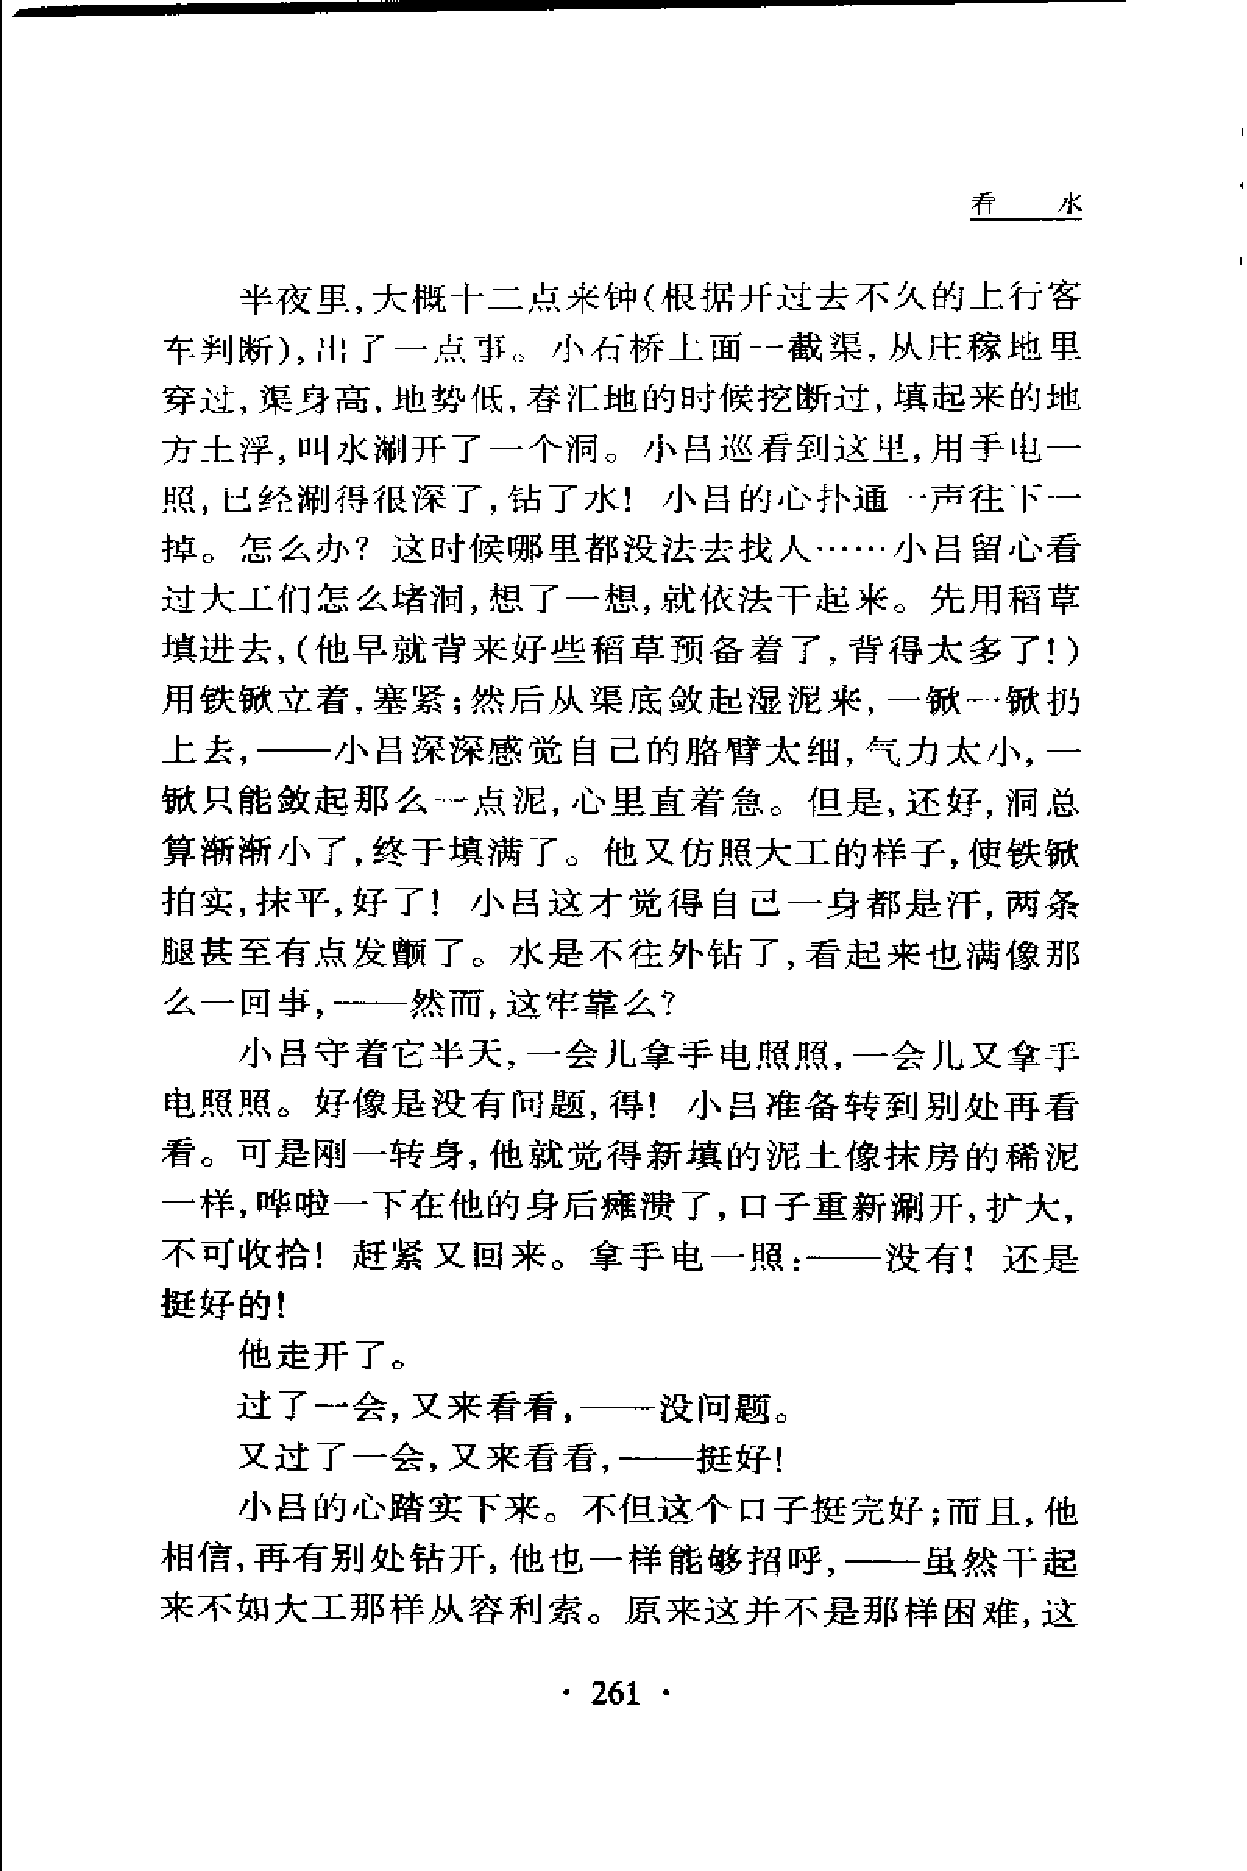 看 水
半夜里,大概十二点来钟(根据开过去不久的上行客
车判断),出了一点事。小石桥上面一截渠,从庄稼地里
穿过,渠身高,地势低,春汇地的时候挖断过,填起来的地
方土浮,叫水涮开了一个洞。小吕巡看到这里,用手电一
照,已经涮得很深了,钻了水! 小吕的心扑通一声往下一
掉。怎么办? 这时候哪里都没法去找人……小吕留心看
过大工们怎么堵洞,想了一想,就依法干起来。先用稻草
填进去,(他早就背来好些稻草预备着了,背得太多了!)
用铁锨立着,塞紧;然后从渠底敛起湿泥来,一锨一锨扔
上去,——小吕深深感觉自己的胳臂太细,气力太小,一
锨只能敛起那么一点泥,心里直着急。但是,还好,洞总
算渐渐小了,终于填满了。他又仿照大工的样子,使铁锨
拍实,抹平,好了! 小吕这才觉得自己一身都是汗,两条
腿甚至有点发颤了。水是不往外钻了,看起来也满像那
么一回事,——然而,这牢靠么?
小吕守着它半天,一会儿拿手电照照,一会儿又拿手
电照照。好像是没有问题,得! 小吕准备转到别处再看
看。可是刚一转身,他就觉得新填的泥土像抹房的稀泥
一样,哗啦一下在他的身后瘫溃了,口子重新涮开,扩大,
不可收拾! 赶紧又回来。拿手电一照:——没有! 还是
挺好的!
他走开了。
过了一会,又来看看,——没问题。
又过了一会,又来看看,——挺好!
小吕的心踏实下来。不但这个口子挺完好;而且,他
相信,再有别处钻开,他也一样能够招呼,——虽然干起
来不如大工那样从容利索。原来这并不是那样困难,这
· 261 ·